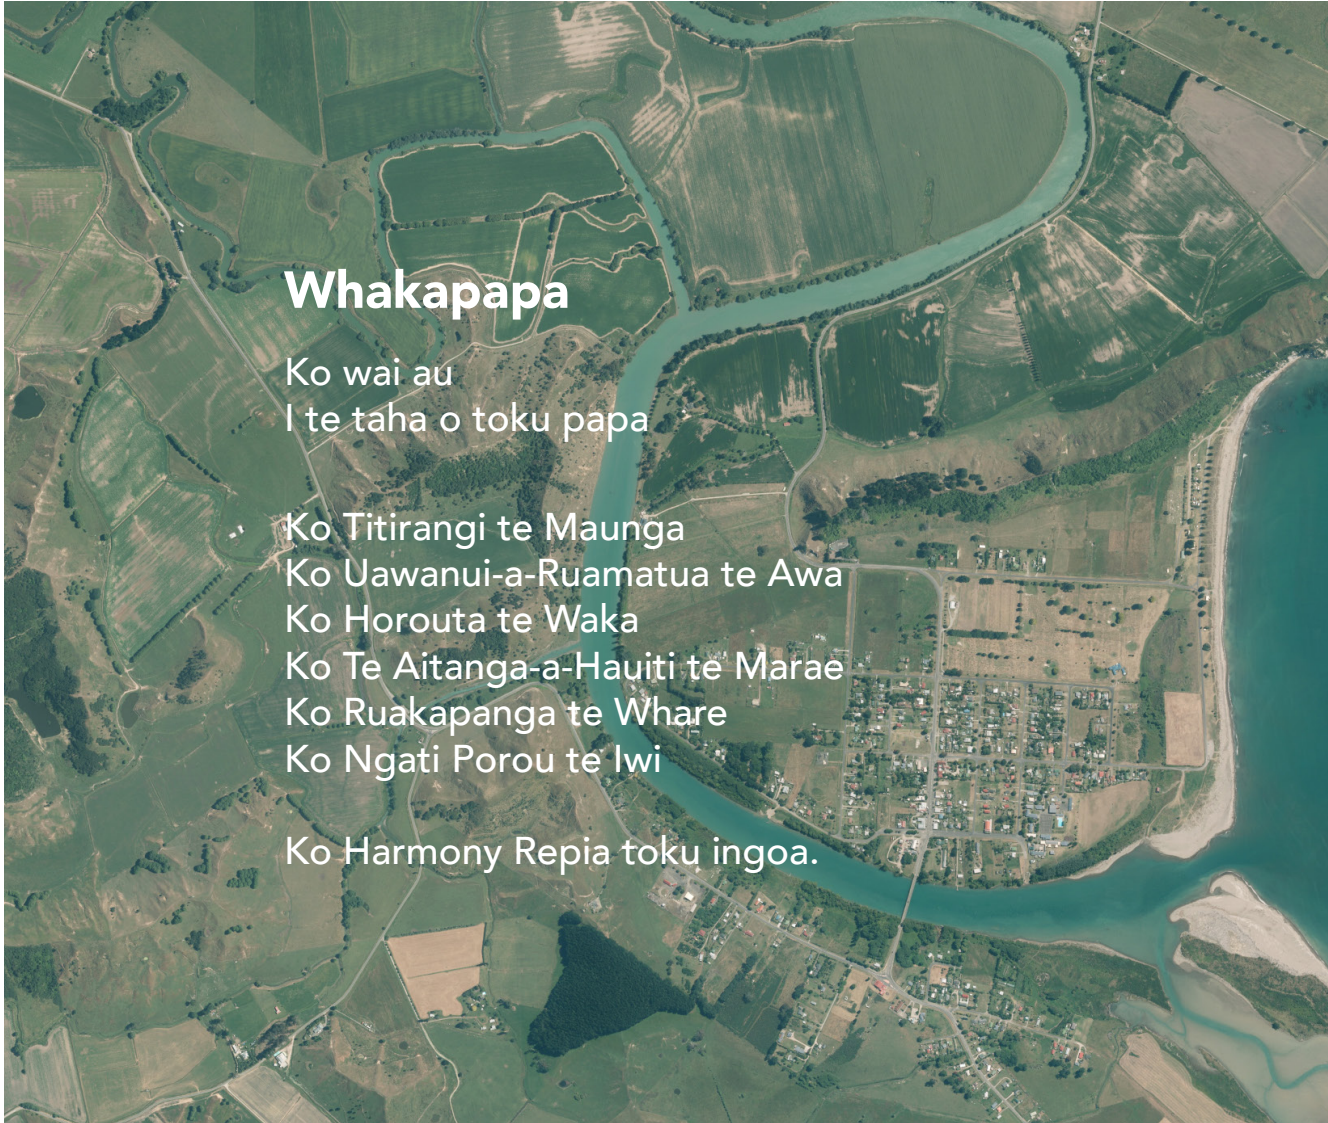 Whakapapa
Ko wai au
I te taha o toku papa
Ko Titirangi te Maunga
Ko Uawanui-a-Ruamatua te Awa
Ko Horouta te Waka
Ko Te Aitanga-a-Hauiti te Marae
Ko Ruakapanga te Whare
Ko Ngati Porou te Iwi
Ko Harmony Repia toku ingoa.